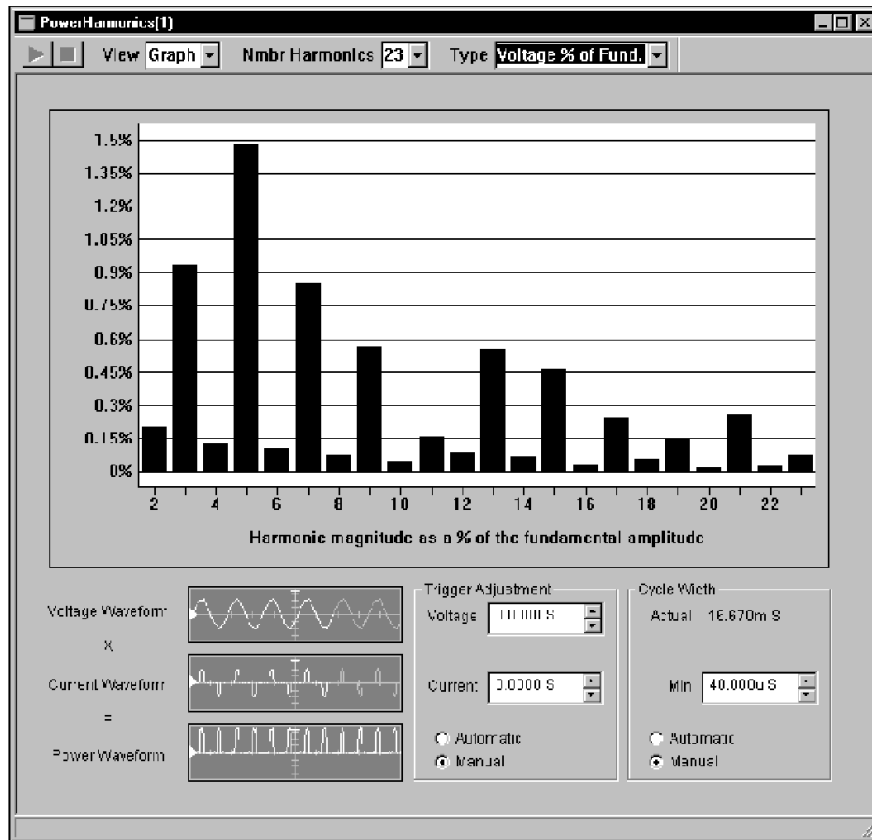 PowerHarmonics(1)
View Graph Nmbr Harmonics 23 Type Voltage % of Fund.
1.5%
1.35%
1.2%
1.05%
0.9%
0.75%
0.6%
0.45%
0.3%
0.15%
0%
2 4 6 8 10 12 14 16 18 20 22
Harmonic magnitude as a % of the fundamental amplitude
Voltage Waveform
X
Current Waveform
=
Power Waveform
Trigger Adjustment
Voltage S
Current 0.0000 S
Automatic
Manual
Cycle Width
Actual 16.670m S
Min 40.000u S
Automatic
Manual